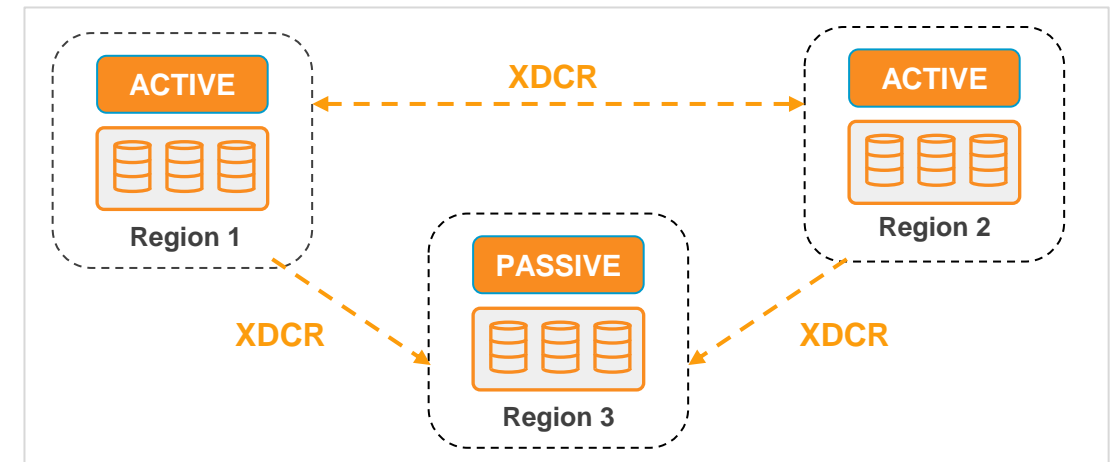 ACTIVE
XDCR
ACTIVE
Region 1
Region 2
PASSIVE
XDCR
XDCR
Region 3